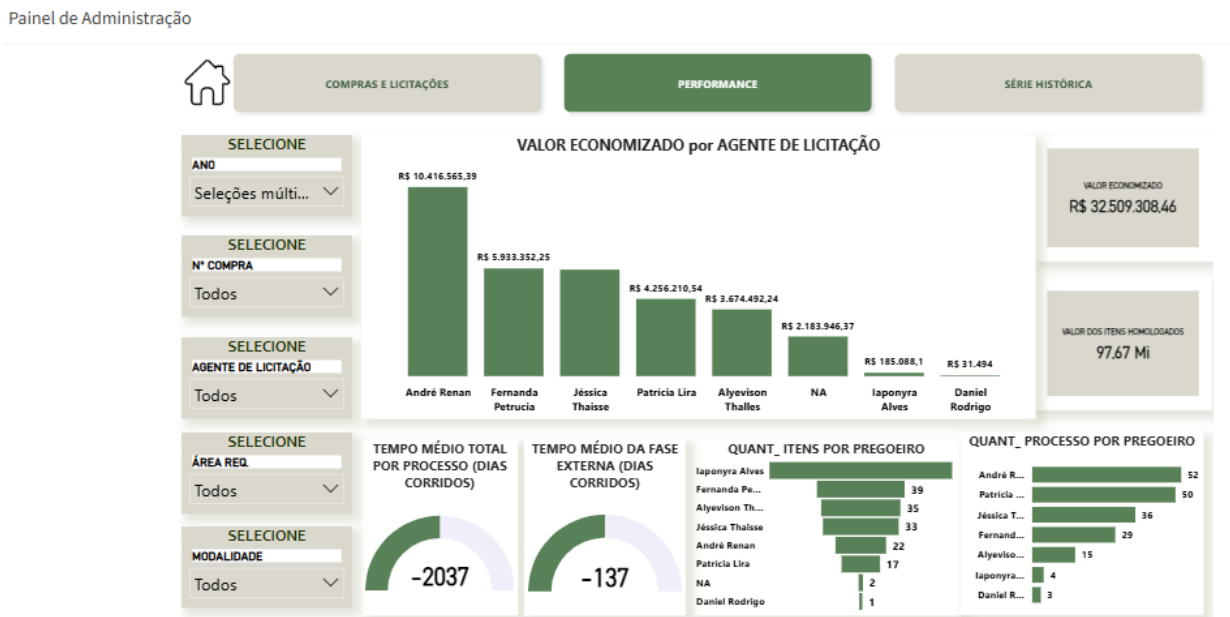 Painel de Administração
COMPRAS E LICITAÇÕES
PERFORMANCE
SÉRIE HISTÓRICA
SELECIONE
ANO
Seleções múlti...
SELECIONE
N° COMPRA
Todos
SELECIONE
AGENTE DE LICITAÇÃO
Todos
SELECIONE
ÁREA REQ.
Todos
SELECIONE
MODALIDADE
Todos
VALOR ECONOMIZADO por AGENTE DE LICITAÇÃO
R$ 10.416.565,39
R$ 5.933.352,25
R$ 4.256.210,54
R$ 3.674.492,24
R$ 2.183.946,37
R$ 185.088,1
R$ 31.494
André Renan
Fernanda
Petrucia
Jéssica
Thaisse
Patrícia Lira
Alyevison
Thalles
NA
Iaponyra
Alves
Daniel
Rodrigo
VALOR ECONOMIZADO
R$ 32.509.308,46
VALOR DOS ITENS HOMOLOGADOS
97,67 Mi
TEMPO MÉDIO TOTAL
POR PROCESSO (DIAS
CORRIDOS)
-2037
TEMPO MÉDIO DA FASE
EXTERNA (DIAS
CORRIDOS)
-137
QUANT_ ITENS POR PREGOEIRO
Iaponyra Alves
Fernanda Pe... 39
Alyevison Th... 35
Jéssica Thaisse 33
André Renan 22
Patrícia Lira 17
NA 2
Daniel Rodrigo 1
QUANT_ PROCESSO POR PREGOEIRO
André R... 52
Patrícia ... 50
Jéssica T... 36
Fernand... 29
Alyeviso... 15
Iaponyra... 4
Daniel R... 3